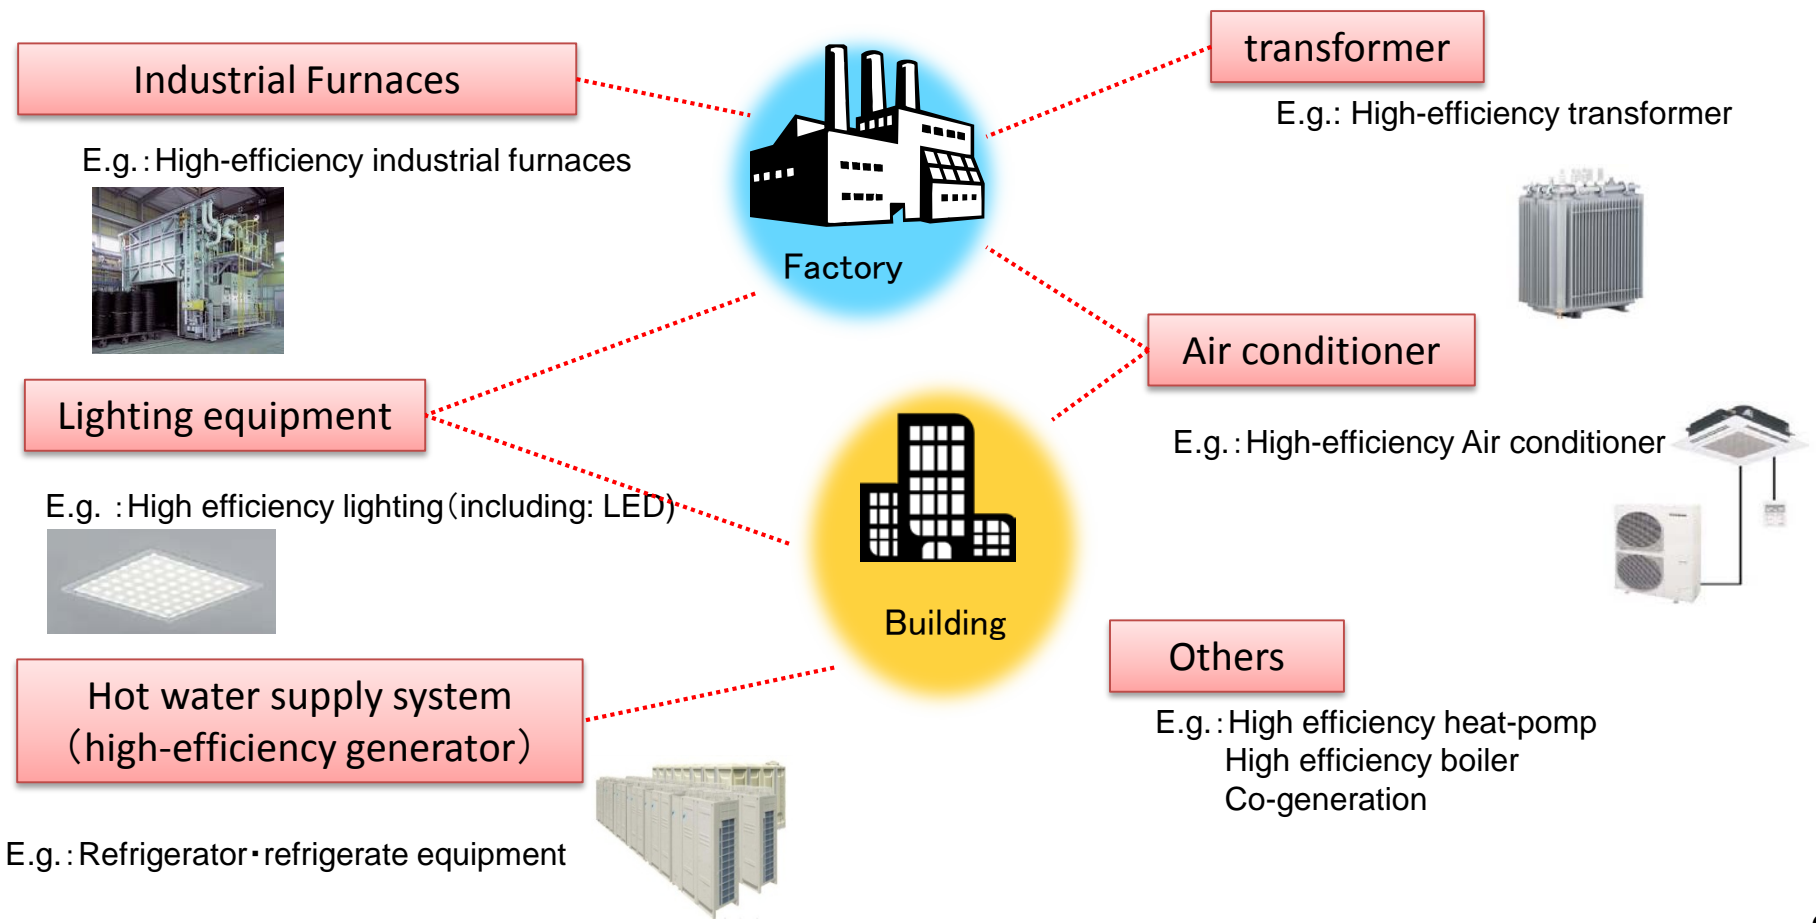 Industrial Furnaces
E.g.：High-efficiency industrial furnaces
Lighting equipment
E.g. ：High efficiency lighting（including: LED）
Hot water supply system
（high-efficiency generator）
E.g.：Refrigerator・refrigerate equipment
Factory
Building
transformer
E.g.: High-efficiency transformer
Air conditioner
E.g.：High-efficiency Air conditioner
Others
E.g.：High efficiency heat-pomp
High efficiency boiler
Co-generation